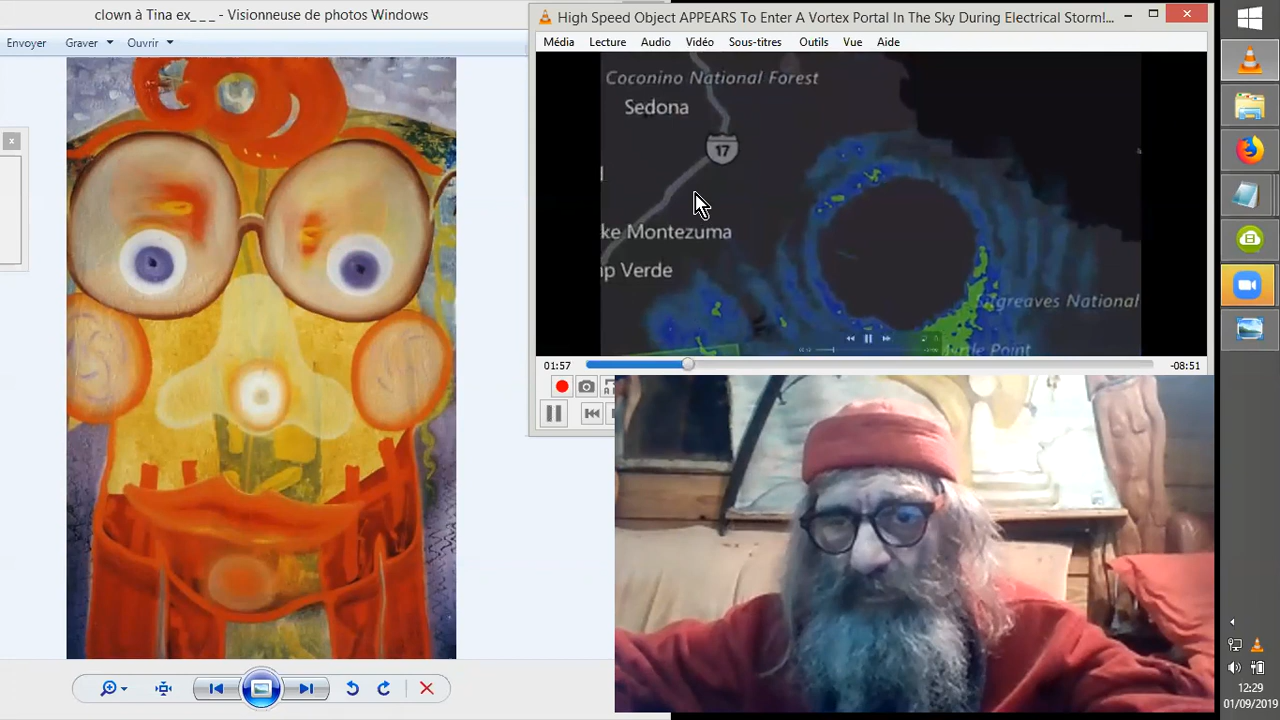 clown à Tina ex_ _ _ - Visionneuse de photos Windows
Envoyer Graver Ouvrir
x
High Speed Object APPEARS To Enter A Vortex Portal In The Sky During Electrical Storm!...
Média Lecture Audio Vidéo Sous-titres Outils Vue Aide
Coconino National Forest
Sedona
17
ke Montezuma
p Verde
greaves National
Point
01:57
-08:51
12:29
01/09/2019